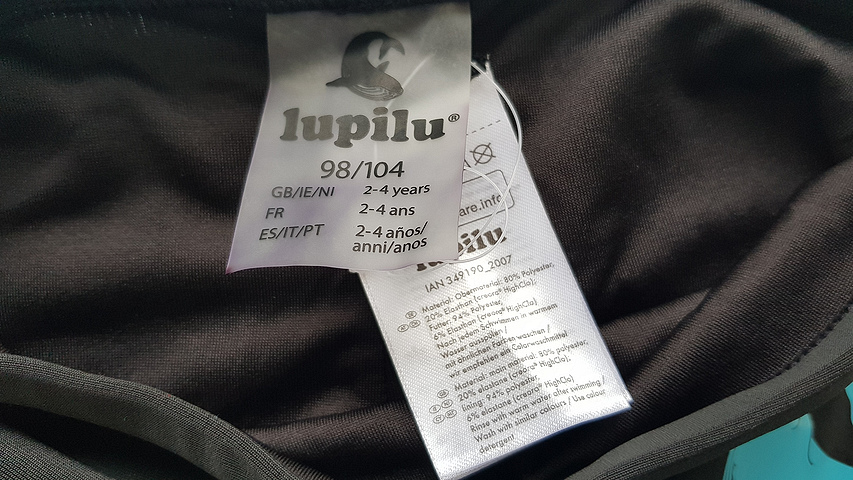 lupilu®
98/104
GB/IE/NI 2-4 years
FR 2-4 ans
ES/IT/PT 2-4 años/
anni/anos
are.info
lupilu
IAN 349190_2007
Material: Obermaterial: 80% Polyester,
20% Elasthan (creora® HighClo);
Futter: 94% Polyester,
6% Elasthan (creora® HighClo)
Nach jedem Schwimmen in warmem
Wasser ausspülen /
mit ähnlichen Farben waschen /
wir empfehlen ein Colorwaschmittel
Material: main material: 80% polyester,
20% elastane (creora® HighClo)
lining: 94% polyester,
6% elastane (creora® HighClo)
Rinse with warm water after swimming /
Wash with similar colours / Use colour
detergent